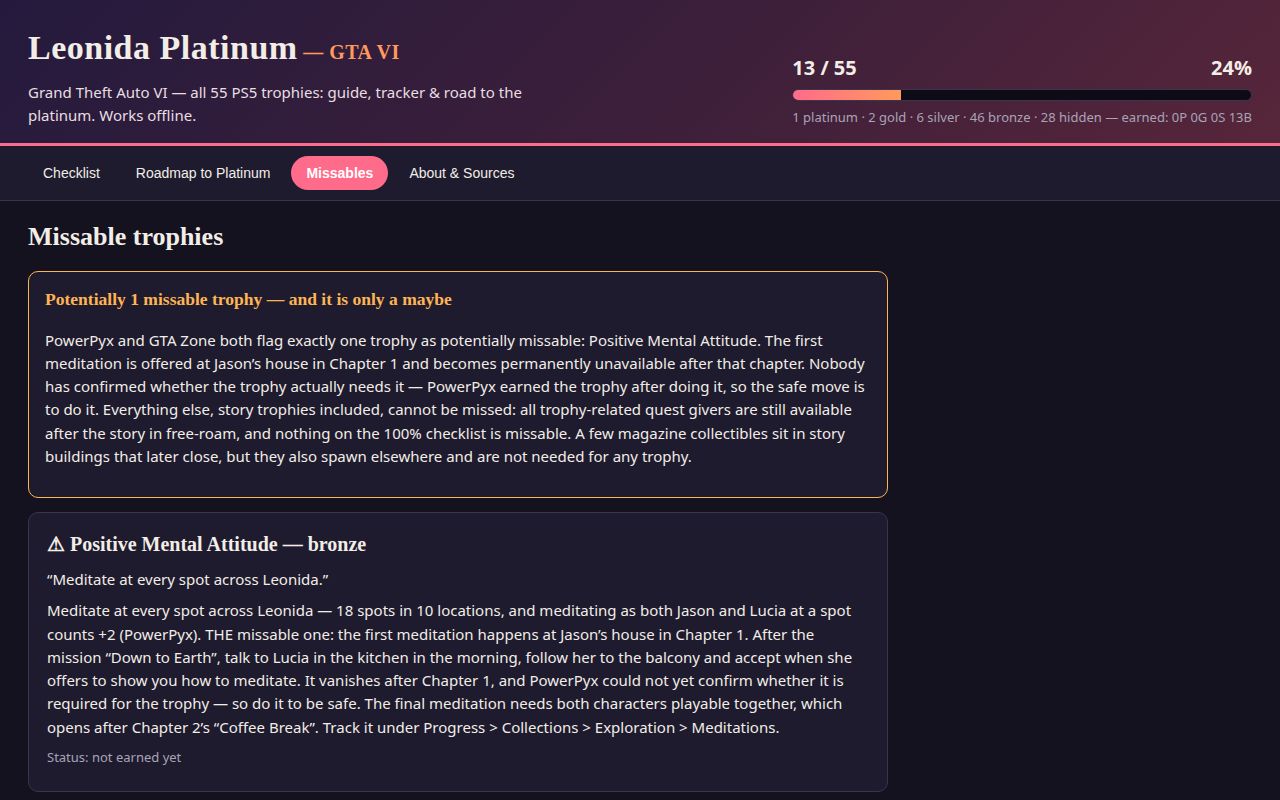 Leonida Platinum — GTA VI
Grand Theft Auto VI — all 55 PS5 trophies: guide, tracker & road to the
platinum. Works offline.
13 / 55
24%
1 platinum · 2 gold · 6 silver · 46 bronze · 28 hidden — earned: 0P 0G 0S 13B
Checklist
Roadmap to Platinum
Missables
About & Sources
Missable trophies
Potentially 1 missable trophy — and it is only a maybe
PowerPyx and GTA Zone both flag exactly one trophy as potentially missable: Positive Mental Attitude. The first
meditation is offered at Jason’s house in Chapter 1 and becomes permanently unavailable after that chapter. Nobody
has confirmed whether the trophy actually needs it — PowerPyx earned the trophy after doing it, so the safe move is
to do it. Everything else, story trophies included, cannot be missed: all trophy-related quest givers are still available
after the story in free-roam, and nothing on the 100% checklist is missable. A few magazine collectibles sit in story
buildings that later close, but they also spawn elsewhere and are not needed for any trophy.
⚠ Positive Mental Attitude — bronze
“Meditate at every spot across Leonida.”
Meditate at every spot across Leonida — 18 spots in 10 locations, and meditating as both Jason and Lucia at a spot
counts +2 (PowerPyx). THE missable one: the first meditation happens at Jason’s house in Chapter 1. After the
mission “Down to Earth”, talk to Lucia in the kitchen in the morning, follow her to the balcony and accept when she
offers to show you how to meditate. It vanishes after Chapter 1, and PowerPyx could not yet confirm whether it is
required for the trophy — so do it to be safe. The final meditation needs both characters playable together, which
opens after Chapter 2’s “Coffee Break”. Track it under Progress > Collections > Exploration > Meditations.
Status: not earned yet